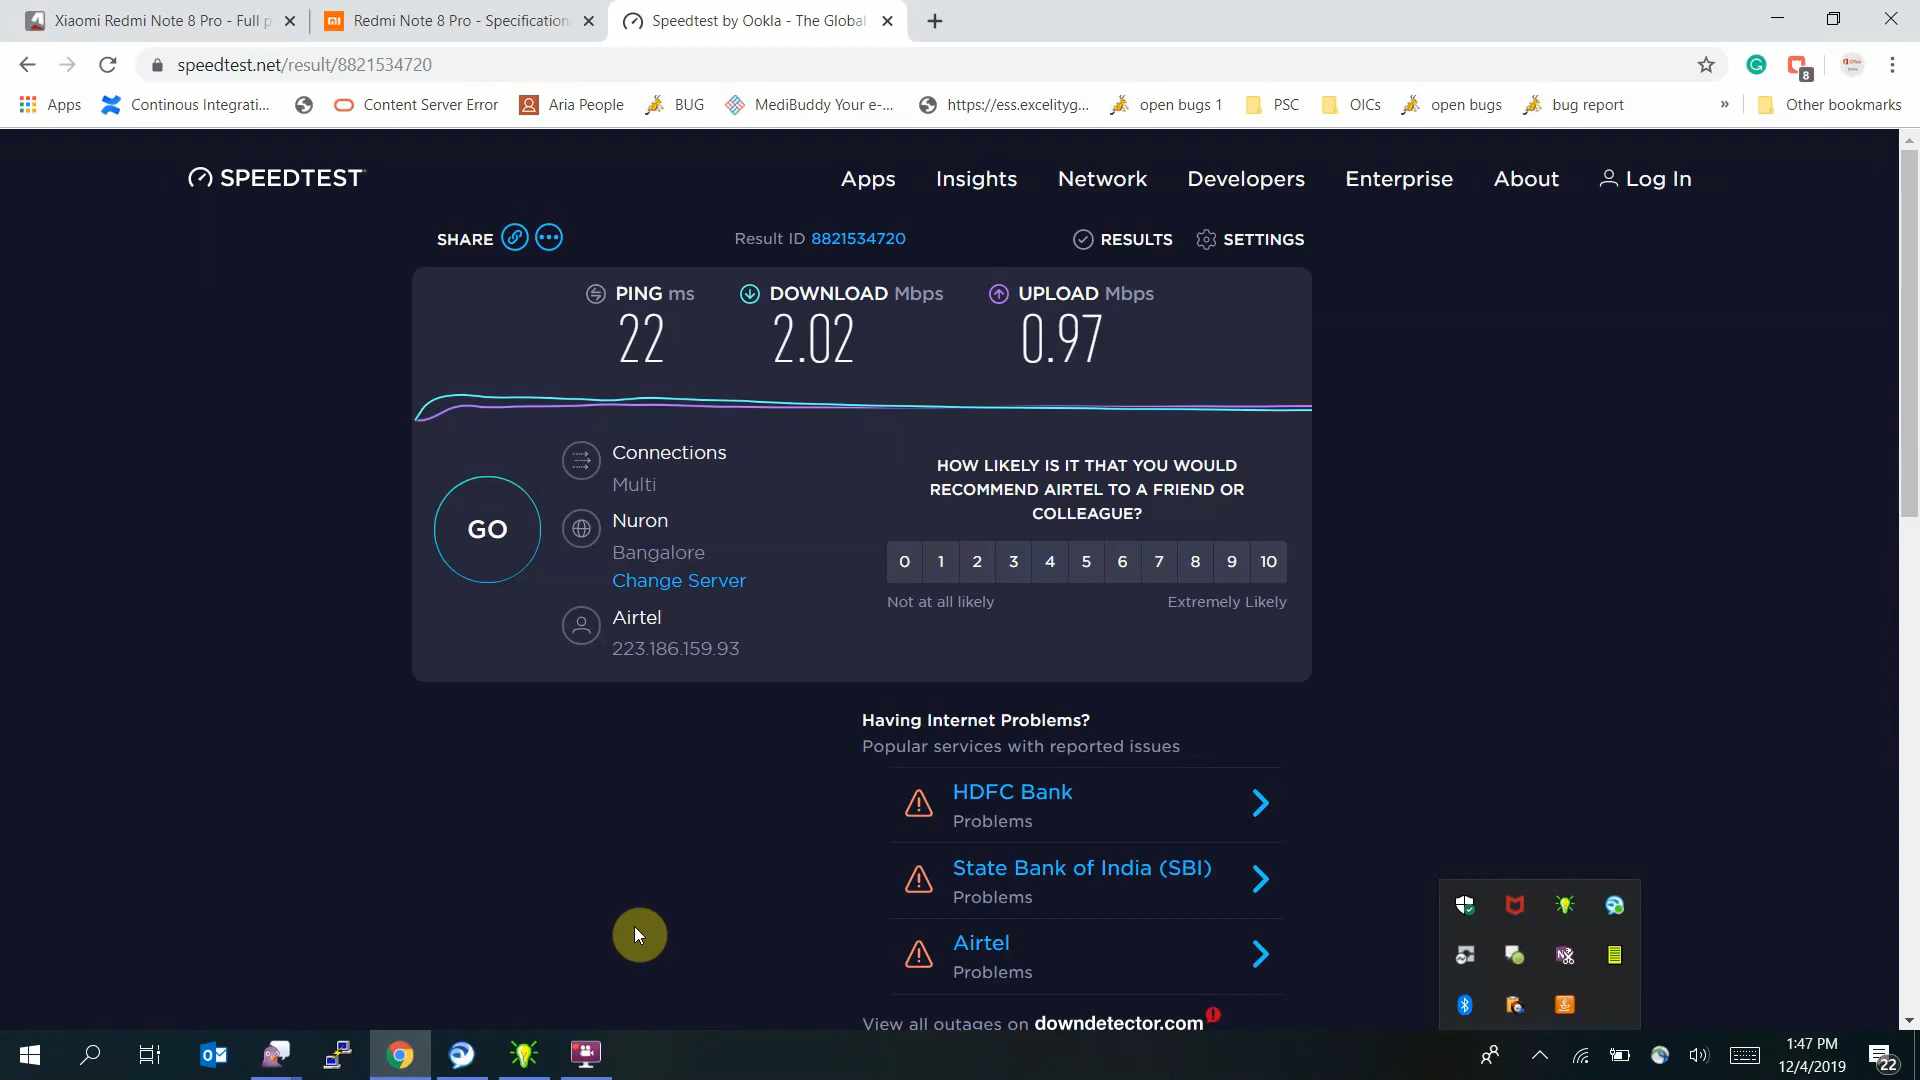 Xiaomi Redmi Note 8 Pro - Full p
Redmi Note 8 Pro - Specification
Speedtest by Ookla - The Global
speedtest.net/result/8821534720
8
Apps
Continous Integrati...
Content Server Error
Aria People
BUG
MediBuddy Your e-...
https://ess.excelityg...
open bugs 1
PSC
OICs
open bugs
bug report
»
Other bookmarks
SPEEDTEST
Apps
Insights
Network
Developers
Enterprise
About
Log In
SHARE
Result ID 8821534720
RESULTS
SETTINGS
PING ms
22
DOWNLOAD Mbps
2.02
UPLOAD Mbps
0.97
GO
Connections
Multi
Nuron
Bangalore
Change Server
Airtel
223.186.159.93
HOW LIKELY IS IT THAT YOU WOULD
RECOMMEND AIRTEL TO A FRIEND OR
COLLEAGUE?
0 1 2 3 4 5 6 7 8 9 10
Not at all likely
Extremely Likely
Having Internet Problems?
Popular services with reported issues
HDFC Bank
Problems
State Bank of India (SBI)
Problems
Airtel
Problems
View all outages on downdetector.com
1:47 PM
12/4/2019
22